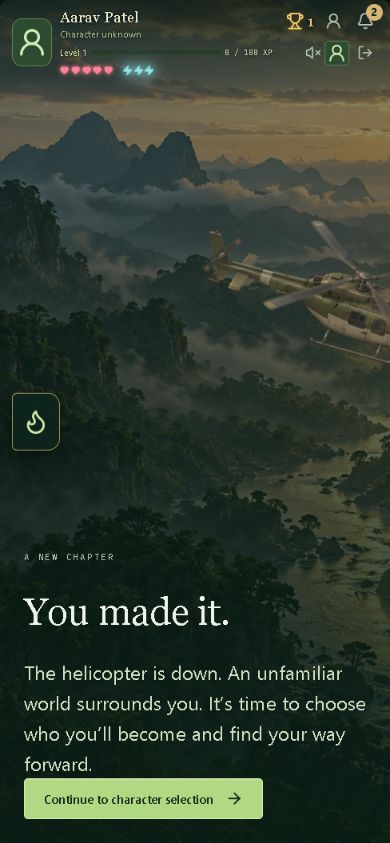 Aarav Patel
Character unknown
Level 1
0 / 100 XP
1
2
A NEW CHAPTER
You made it.
The helicopter is down. An unfamiliar
world surrounds you. It's time to choose
who you'll become and find your way
forward.
Continue to character selection